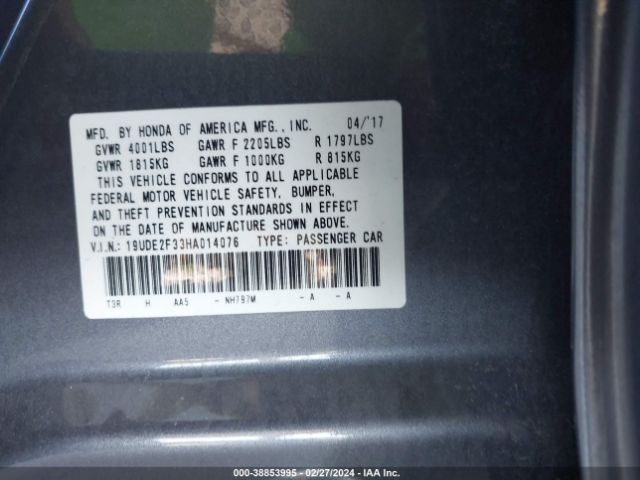 MFD. BY HONDA OF AMERICA MFG., INC. 04/'17
GVWR 4001LBS GAWR F 2205LBS R 1797LBS
GVWR 1815KG GAWR F 1000KG R 815KG
THIS VEHICLE CONFORMS TO ALL APPLICABLE
FEDERAL MOTOR VEHICLE SAFETY, BUMPER,
AND THEFT PREVENTION STANDARDS IN EFFECT
ON THE DATE OF MANUFACTURE SHOWN ABOVE.
V.I.N.: 19UDE2F33HA014076 TYPE: PASSENGER CAR
T3R H AA5 - NH797M - A - A
000-38853995 - 02/27/2024 - IAA Inc.